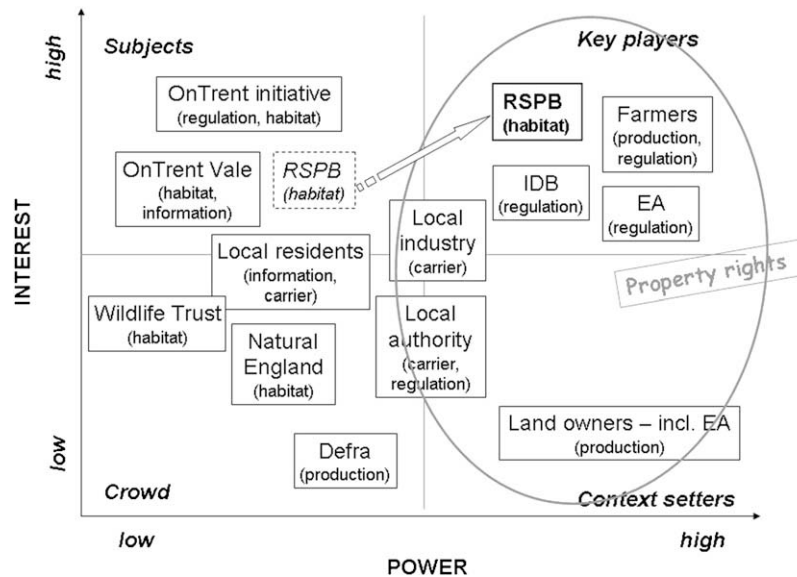 high
Subjects
Key players
OnTrent initiative
(regulation, habitat)
RSPB
(habitat)
Farmers
(production,
regulation)
OnTrent Vale
(habitat,
information)
RSPB
(habitat)
IDB
(regulation)
EA
(regulation)
Local
industry
(carrier)
Local residents
(information,
carrier)
Property rights
INTEREST
Wildlife Trust
(habitat)
Natural
England
(habitat)
Local
authority
(carrier,
regulation)
Land owners – incl. EA
(production)
Defra
(production)
low
Crowd
Context setters
low
high
POWER